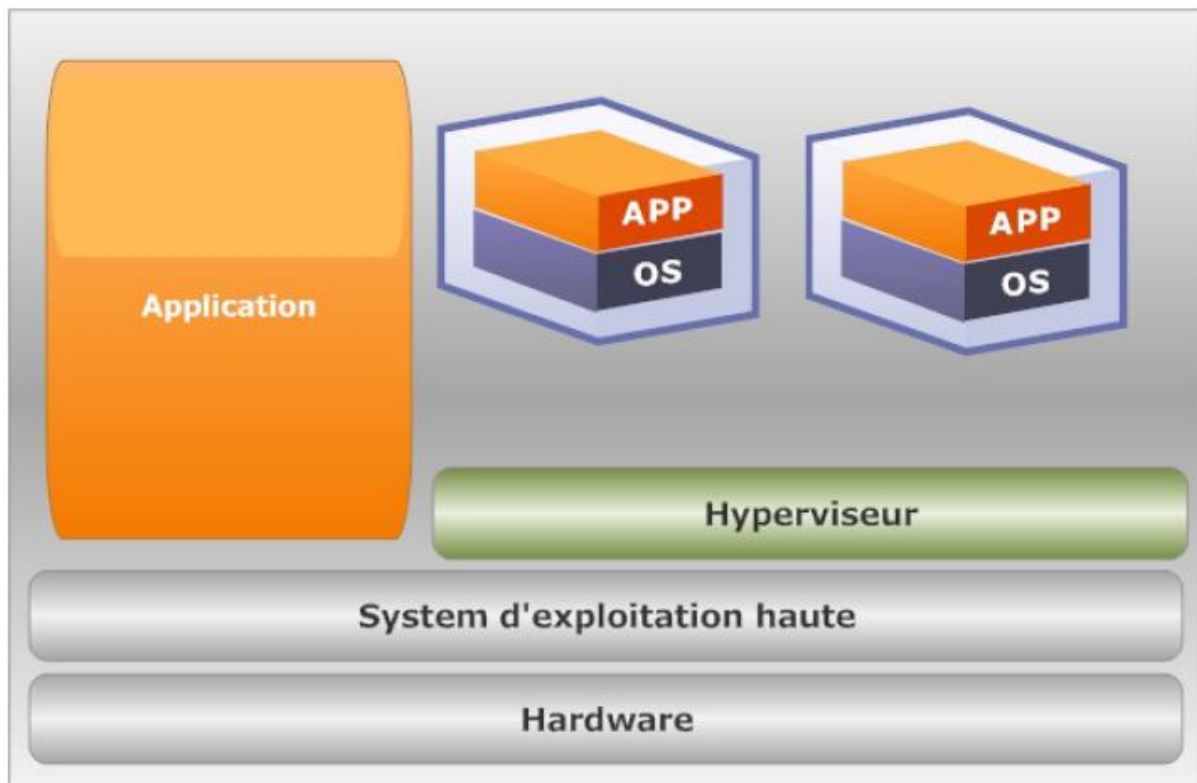 Application
APP
OS
APP
OS
Hyperviseur
System d'exploitation haute
Hardware